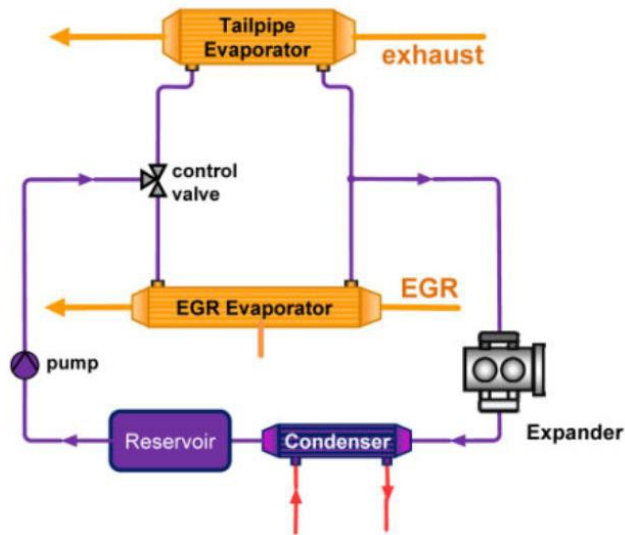 Tailpipe
Evaporator
exhaust
control
valve
EGR
EGR Evaporator
pump
Reservoir
Condenser
Expander